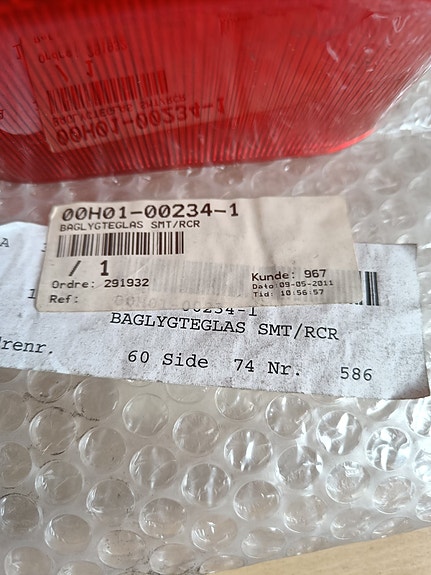 00H01-00234-1
BAGLYGTEGLAS SMT/RCR
/ 1
Ordre: 291932
Kunde: 967
Dato:09-05-2011
Ref:
Tid: 10:56:57
A
00H01-00234-1
BAGLYGTEGLAS SMT/RCR
renr.
60 Side 74 Nr. 586